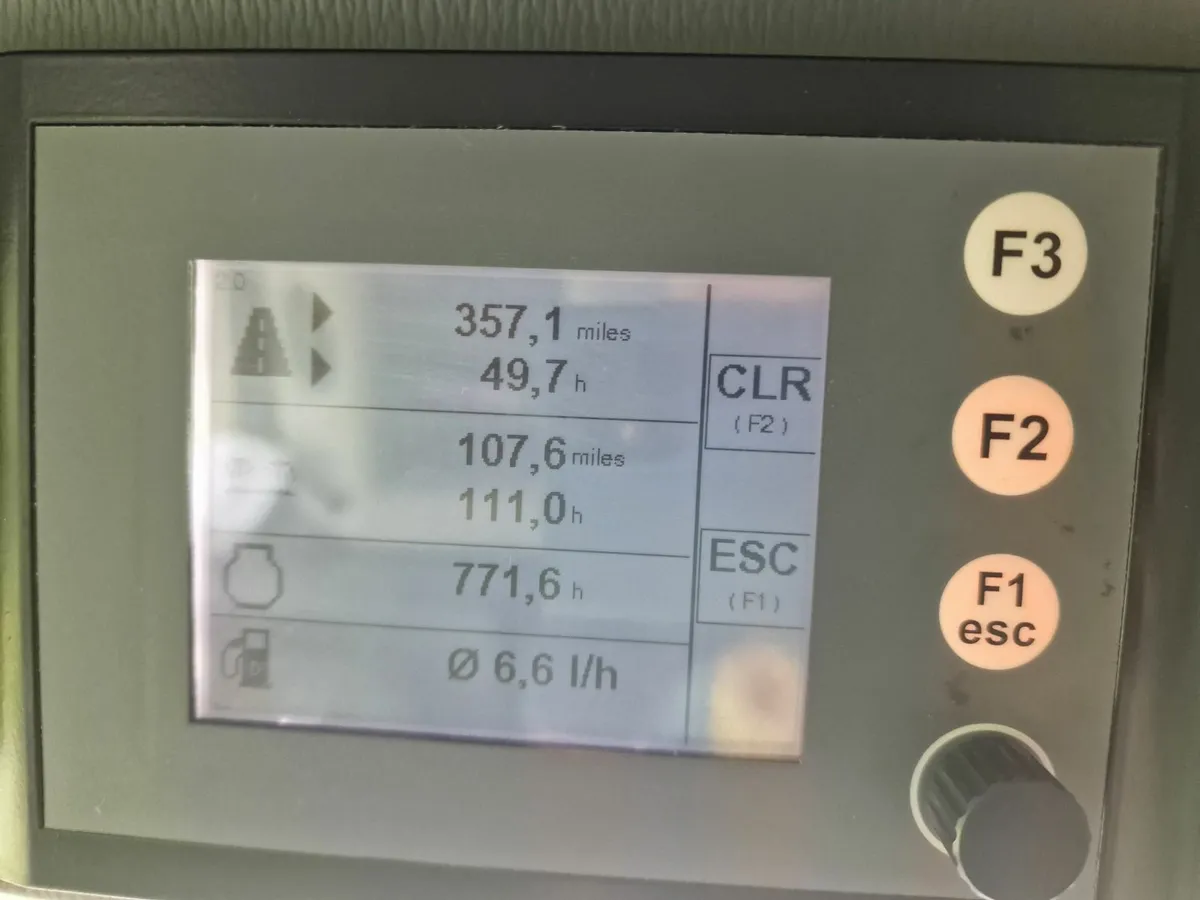 357,1 miles
49,7 h
107,6 miles
111,0 h
771,6 h
Ø 6,6 l/h
CLR
(F2)
ESC
(F1)
F3
F2
F1
esc